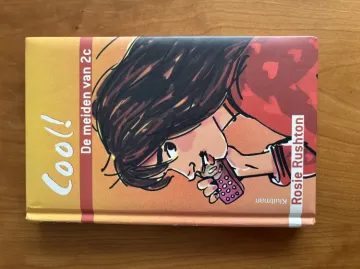 Cool!
De meiden van 2c
Rosie Rushton
Kluitman